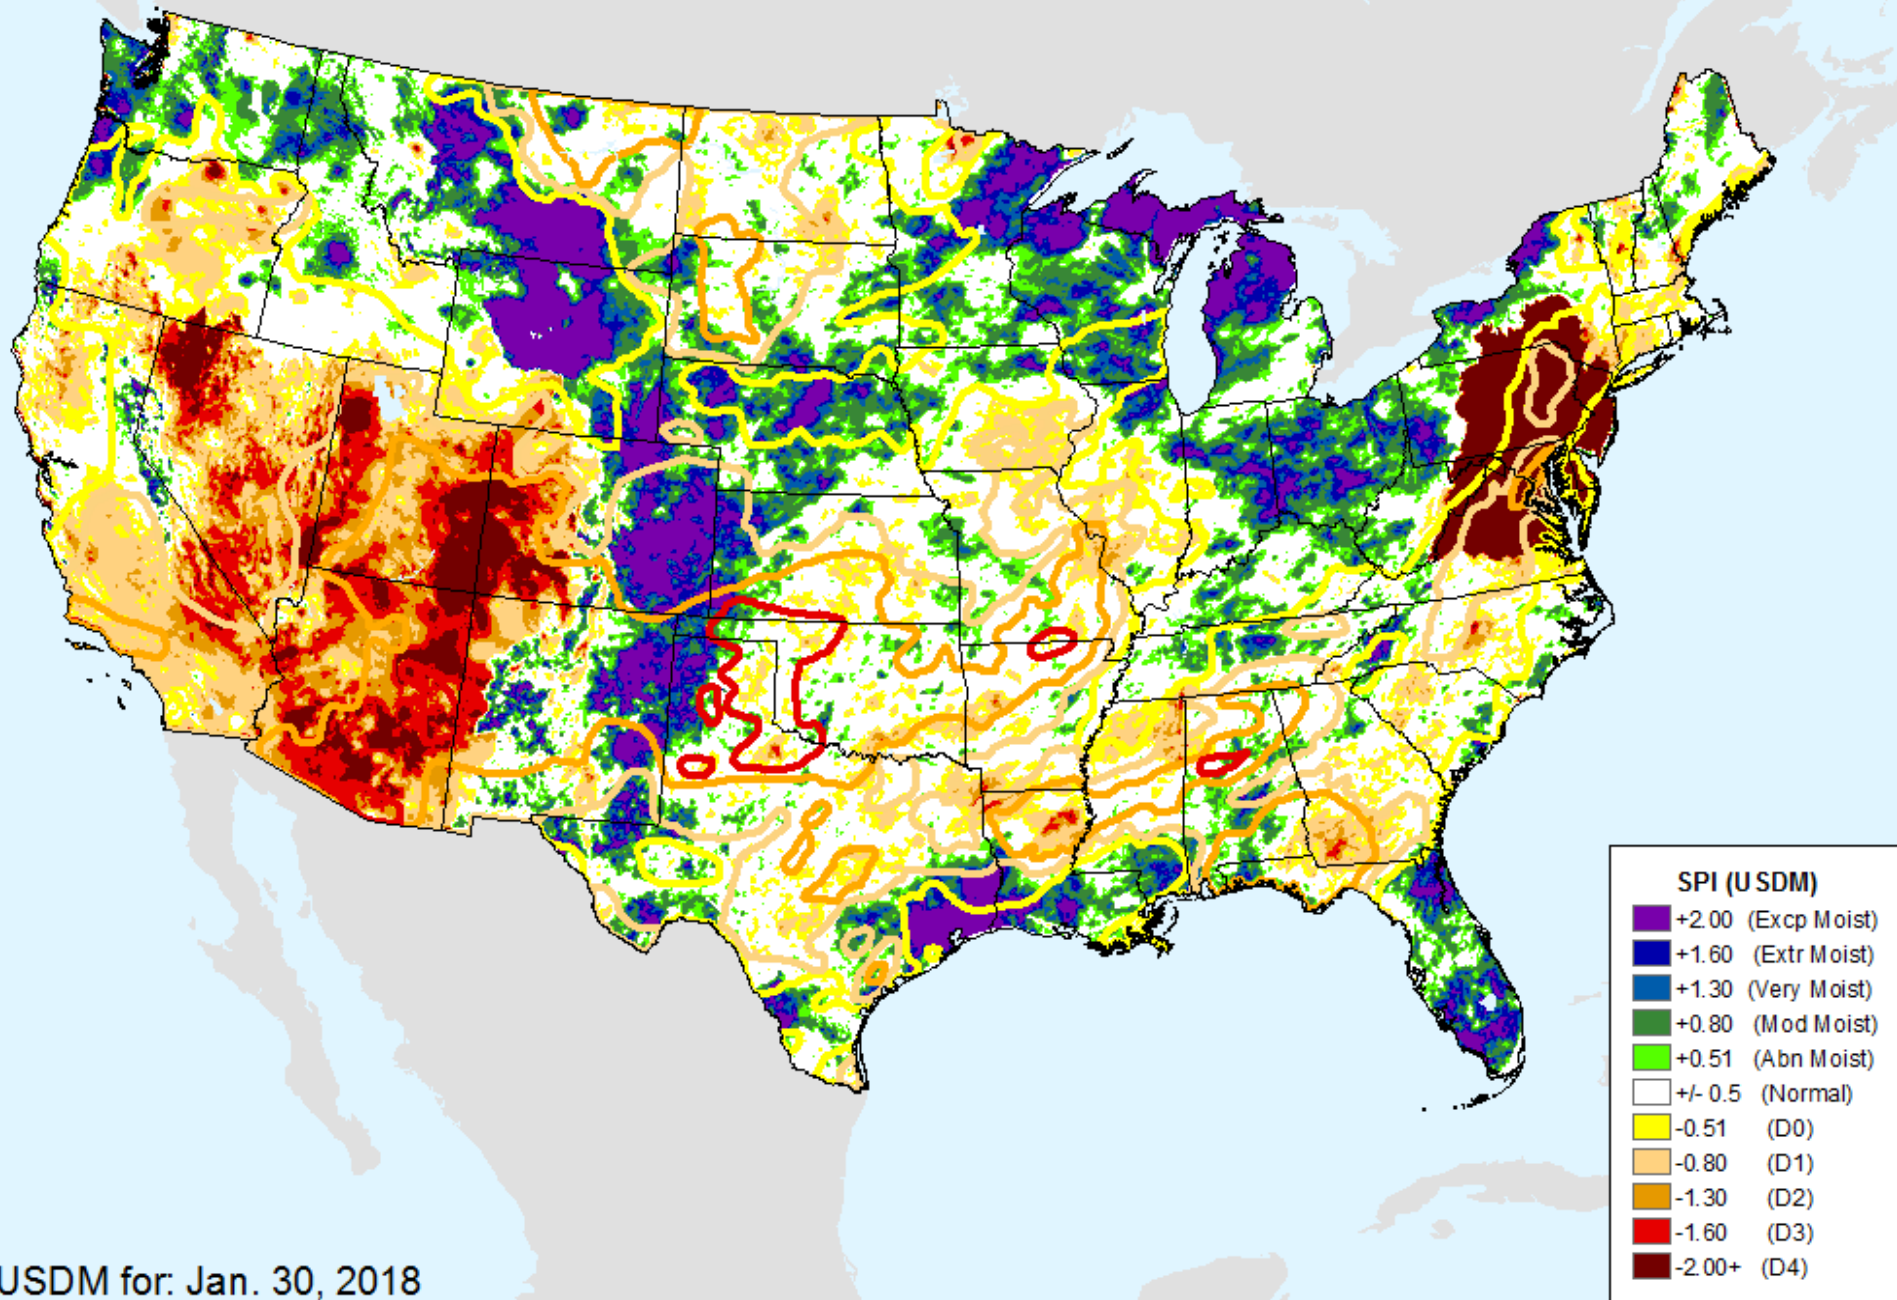 SPI (USDM)
+2.00 (Excp Moist)
+1.60 (Extr Moist)
+1.30 (Very Moist)
+0.80 (Mod Moist)
+0.51 (Abn Moist)
+/- 0.5 (Normal)
-0.51 (D0)
-0.80 (D1)
-1.30 (D2)
-1.60 (D3)
-2.00+ (D4)
USDM for: Jan. 30, 2018